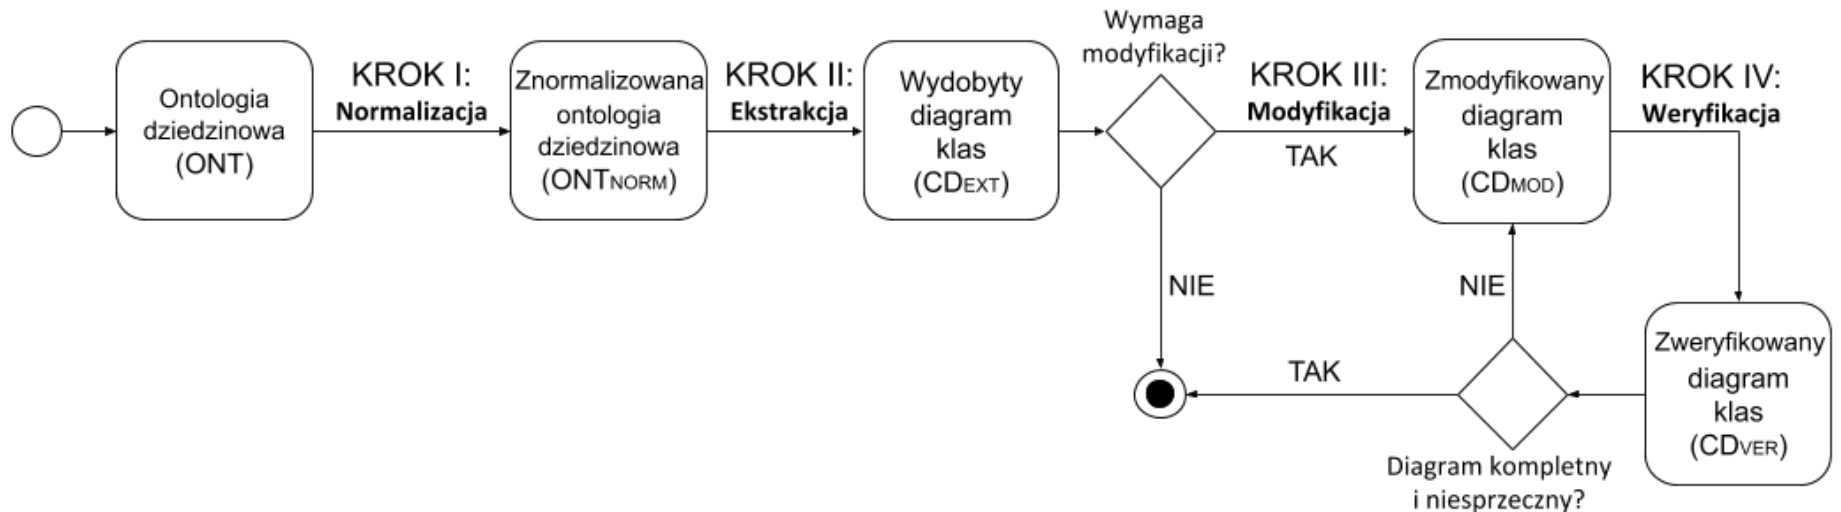 Ontologia
dziedzinowa
(ONT)
KROK I:
Normalizacja
Znormalizowana
ontologia
dziedzinowa
(ONTNORM)
KROK II:
Ekstrakcja
Wydobyty
diagram
klas
(CDEXT)
Wymaga
modyfikacji?
KROK III:
Modyfikacja
TAK
NIE
Zmodyfikowany
diagram
klas
(CDMOD)
KROK IV:
Weryfikacja
Zweryfikowany
diagram
klas
(CDVER)
Diagram kompletny
i niesprzeczny?
NIE
TAK